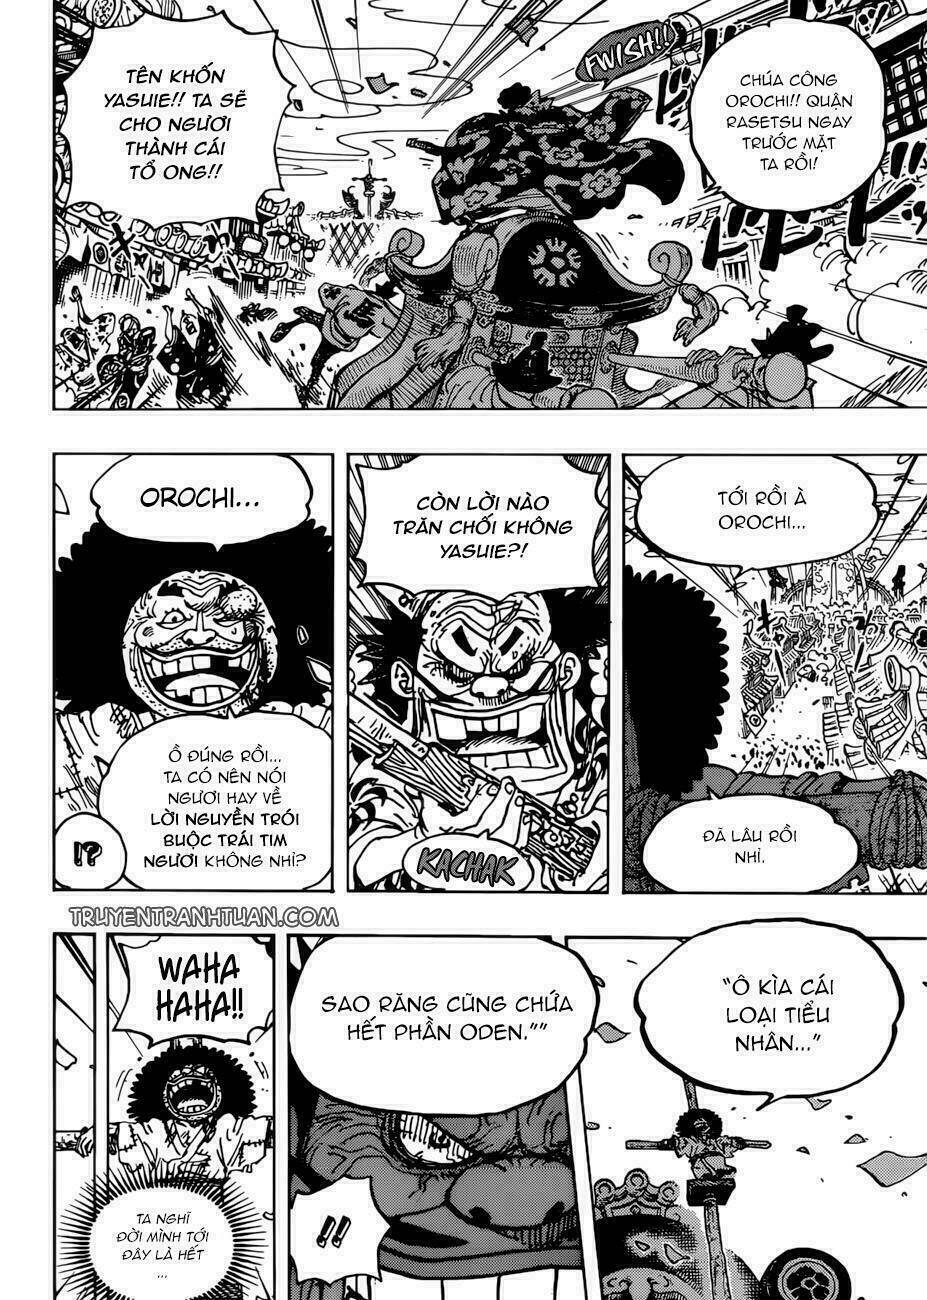 FWISH!!
CHÚA CÔNG
OROCHI!! QUẬN
RASETSU NGAY
TRƯỚC MẶT
TA RỒI!
TÊN KHỐN
YASUIE!! TA SẼ
CHO NGƯƠI
THÀNH CÁI
TỔ ONG!!
TỚI RỒI À
OROCHI...
ĐÃ LÂU RỒI
NHỈ.
CÒN LỜI NÀO
TRĂN CHỐI KHÔNG
YASUIE?!
KACHAK
OROCHI...
Ồ ĐÚNG RỒI...
TA CÓ NÊN NÓI
NGƯƠI HAY VỀ
LỜI NGUYỀN TRÓI
BUỘC TRÁI TIM
NGƯƠI KHÔNG NHỈ?
!?
TRUYENTRANHTUAN.COM
“Ô KÌA CÁI
LOẠI TIỂU
NHÂN...”
SAO RĂNG CŨNG CHỨA
HẾT PHẦN ODEN.””
!!
WAHA
HAHA!!
TA NGHĨ
ĐỜI MÌNH TỚI
ĐÂY LÀ HẾT
...